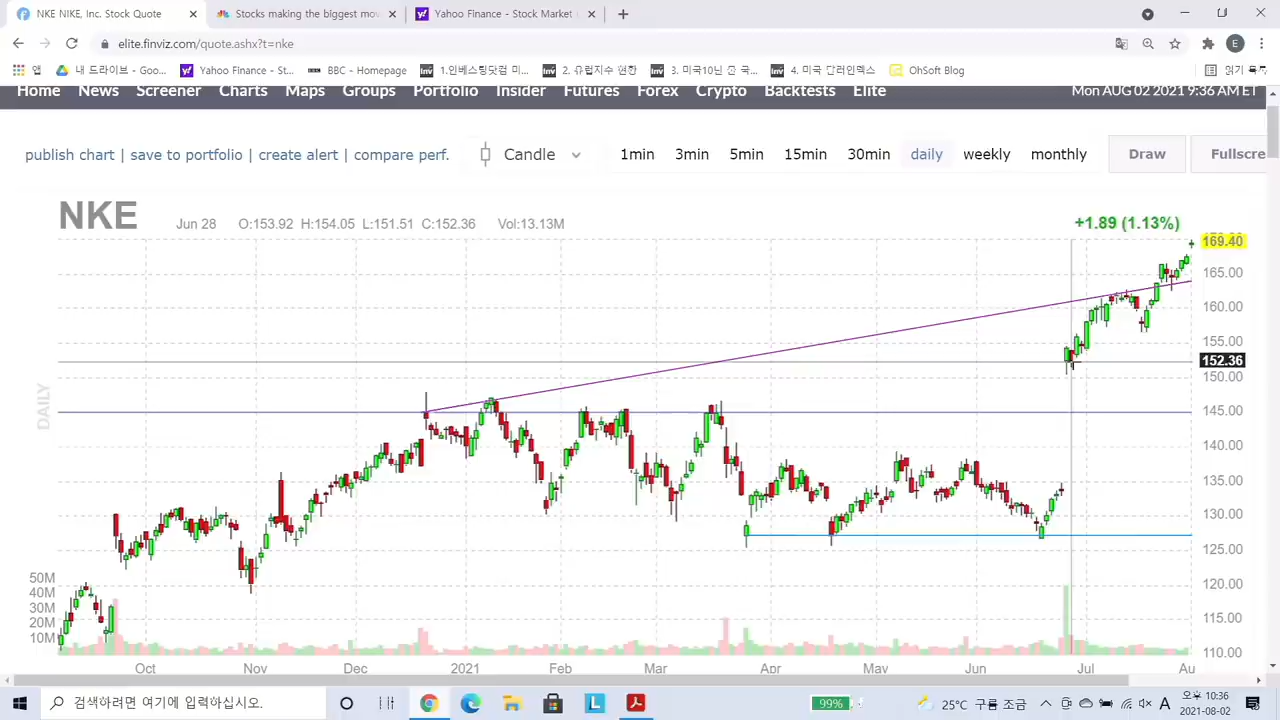 NKE NKE, Inc. Stock Quote
Stocks making the biggest mov
Yahoo Finance - Stock Market
elite.finviz.com/quote.ashx?t=nke
E
앱
내 드라이브 - Goo...
Yahoo Finance - St...
BBC - Homepage
1.인베스팅닷컴 미...
2. 유럽지수 현황
3. 미국10년 물 국...
4. 미국 달러인덱스
OhSoft Blog
읽기 목록
Home News Screener Charts Maps Groups Portfolio Insider Futures Forex Crypto Backtests Elite
Mon AUG 02 2021 9:36 AM ET
publish chart | save to portfolio | create alert | compare perf.
Candle
1min 3min 5min 15min 30min daily weekly monthly
Draw
Fullscre
NKE
Jun 28 O:153.92 H:154.05 L:151.51 C:152.36 Vol:13.13M
+1.89 (1.13%)
169.40
165.00
160.00
155.00
152.36
150.00
145.00
140.00
135.00
130.00
125.00
120.00
115.00
110.00
DAILY
50M
40M
30M
20M
10M
Oct Nov Dec 2021 Feb Mar Apr May Jun Jul Au
검색하려면 여기에 입력하십시오.
99%
25°C 구름 조금
A
오후 10:36
2021-08-02